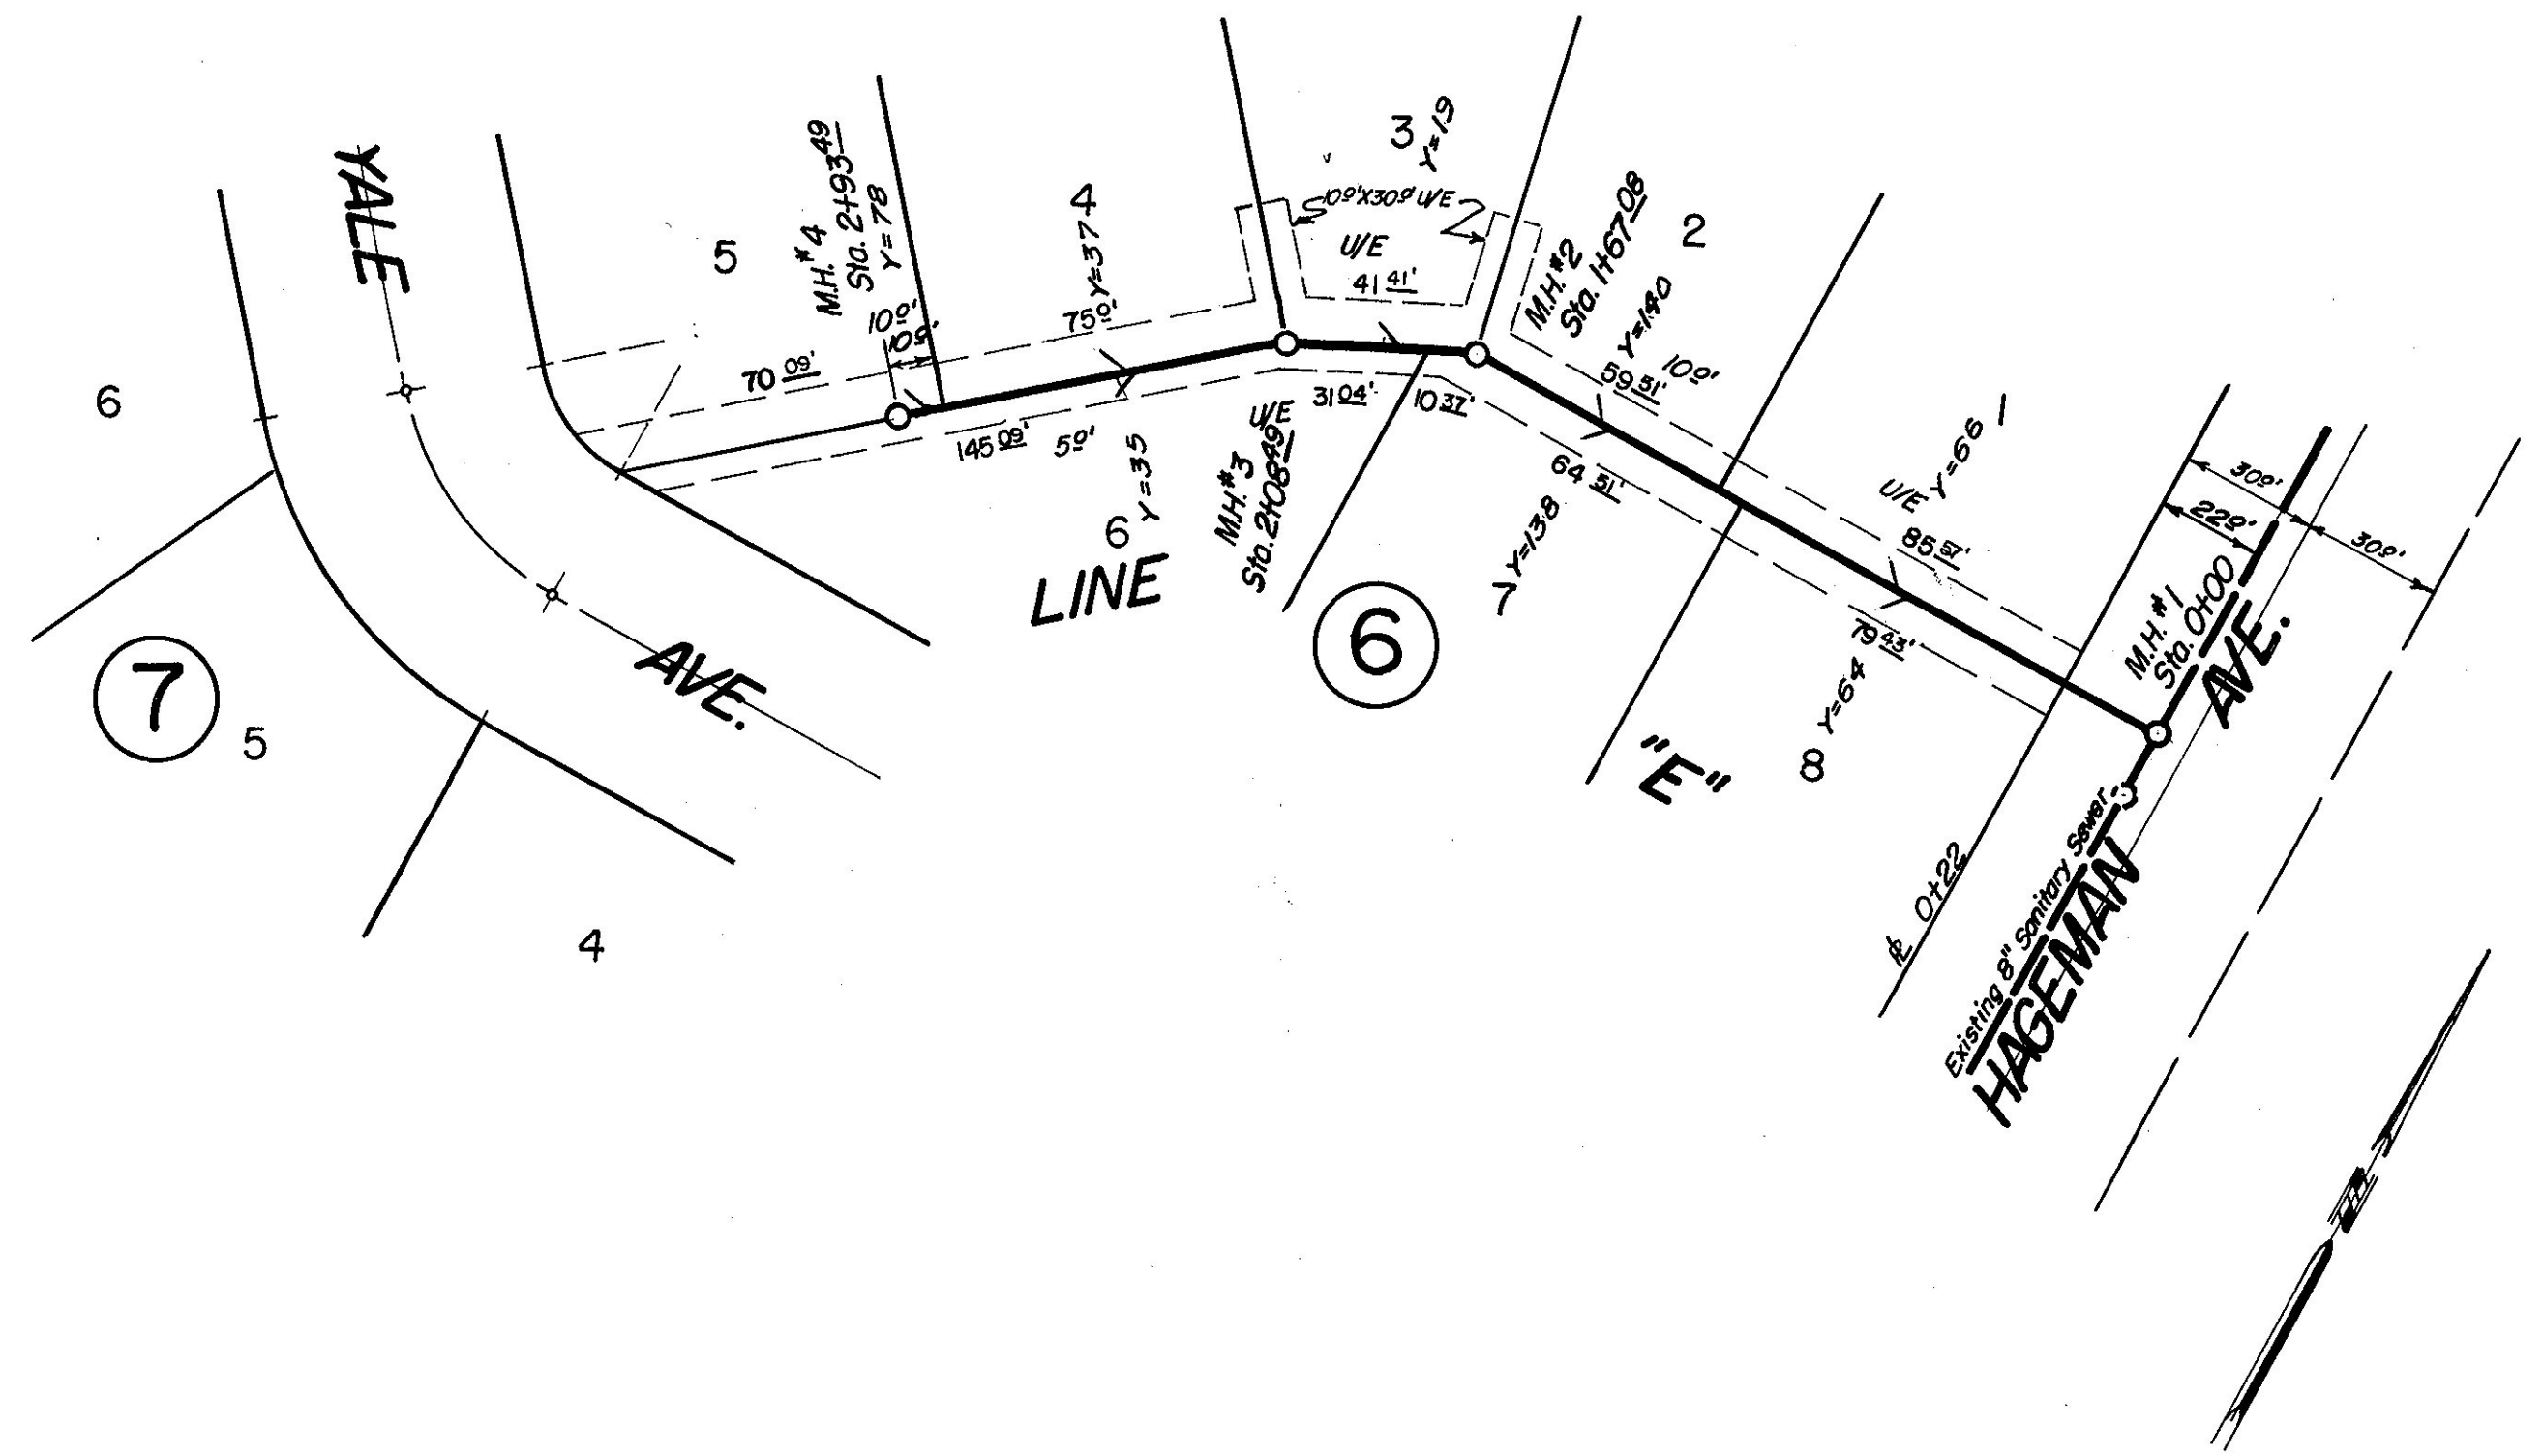 YALE
AVE.
5
M.H.#4
Sta. 2+93 49
Y=78
10 0'
10 0'
70 09'
4
Y=37
75 0'
3
Y=19
10 0'X30 0' U/E
U/E
41 41'
M.H.#2
Sta. 1+67 08
Y=140
2
59 51'
10 0'
1
Y=66
U/E
85 57'
30 0'
22 0'
30 0'
M.H.#1
Sta. 0+00
6
145 09'
5 0'
6
Y=35
U/E
M.H.#3
Sta. 2+08 49
31 04'
10 37'
64 51'
7
Y=138
LINE
"E"
6
79 43'
Y=64
8
7
5
4
PL 0+22
Existing 8" Sanitary Sewer
HAGEMAN
AVE.
N